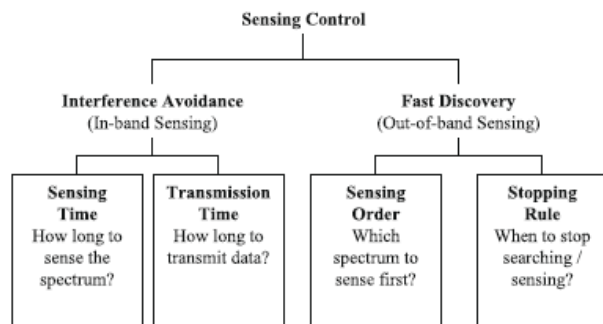 Sensing Control
Interference Avoidance
(In-band Sensing)
Fast Discovery
(Out-of-band Sensing)
Sensing
Time
How long to
sense the
spectrum?
Transmission
Time
How long to
transmit data?
Sensing
Order
Which
spectrum to
sense first?
Stopping
Rule
When to stop
searching /
sensing?